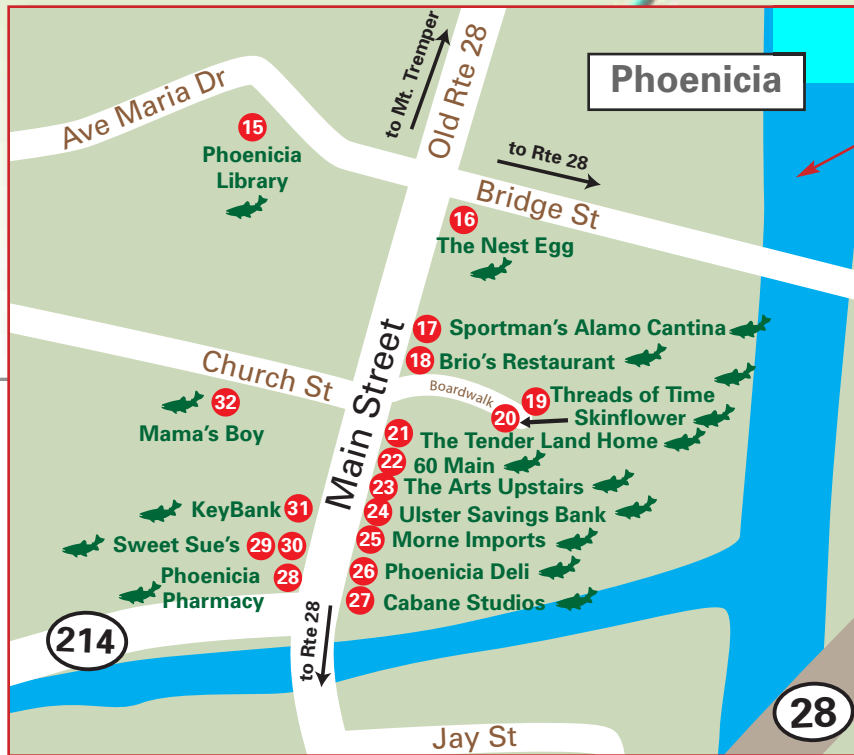 Phoenicia
Ave Maria Dr
to Mt. Tremper
Old Rte 28
to Rte 28
Bridge St
15
Phoenicia
Library
16
The Nest Egg
17 Sportman's Alamo Cantina
18 Brio's Restaurant
Church St
Main Street
Boardwalk
19 Threads of Time
20 Skinflower
32
Mama's Boy
21 The Tender Land Home
22 60 Main
23 The Arts Upstairs
KeyBank 31
24 Ulster Savings Bank
Sweet Sue's 29 30
25 Morne Imports
Phoenicia 28
Pharmacy
26 Phoenicia Deli
27 Cabane Studios
214
to Rte 28
28
Jay St